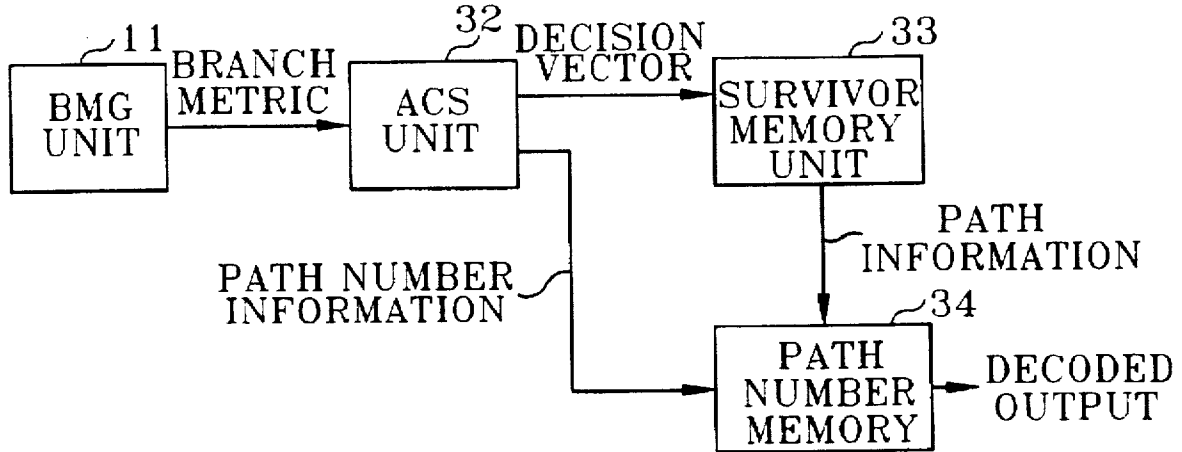 11
BMG
UNIT
BRANCH
METRIC
32
ACS
UNIT
DECISION
VECTOR
33
SURVIVOR
MEMORY
UNIT
PATH NUMBER
INFORMATION
PATH
INFORMATION
34
PATH
NUMBER
MEMORY
DECODED
OUTPUT